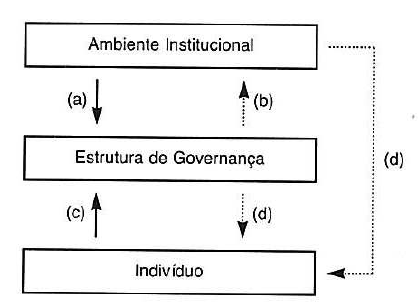 Ambiente Institucional
(a)
(b)
(d)
Estrutura de Governança
(c)
(d)
Indivíduo